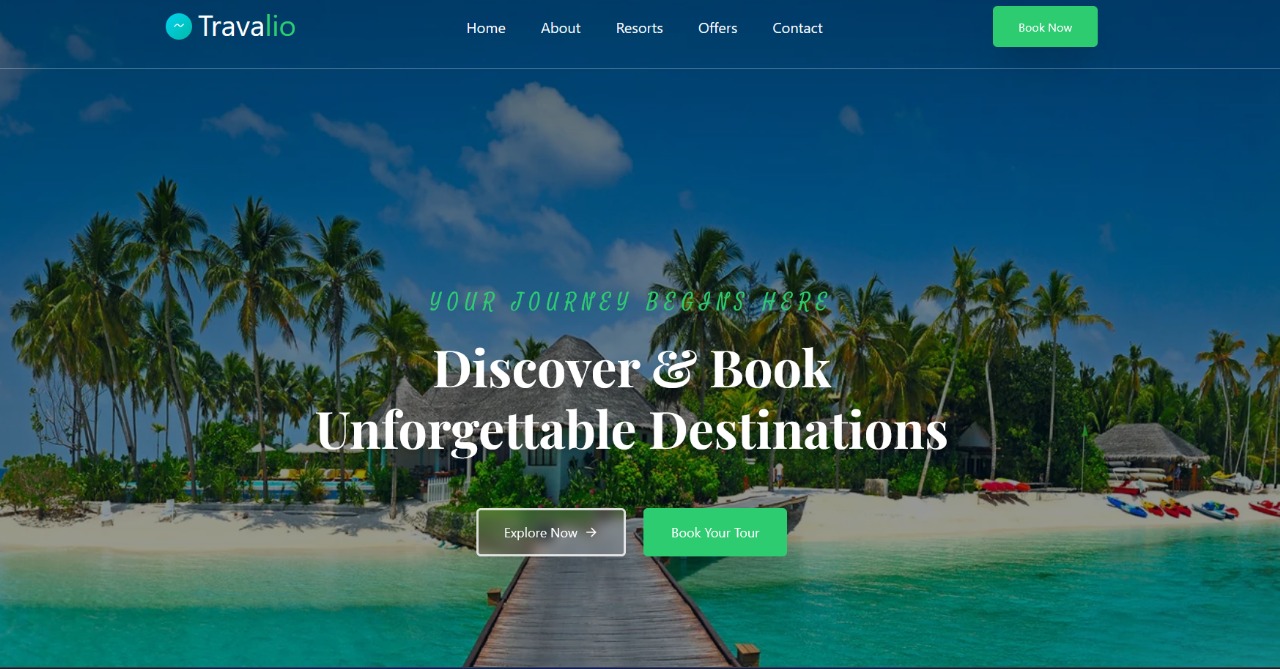 Travalio
Home About Resorts Offers Contact
Book Now
YOUR JOURNEY BEGINS HERE
Discover & Book
Unforgettable Destinations
Explore Now →
Book Your Tour